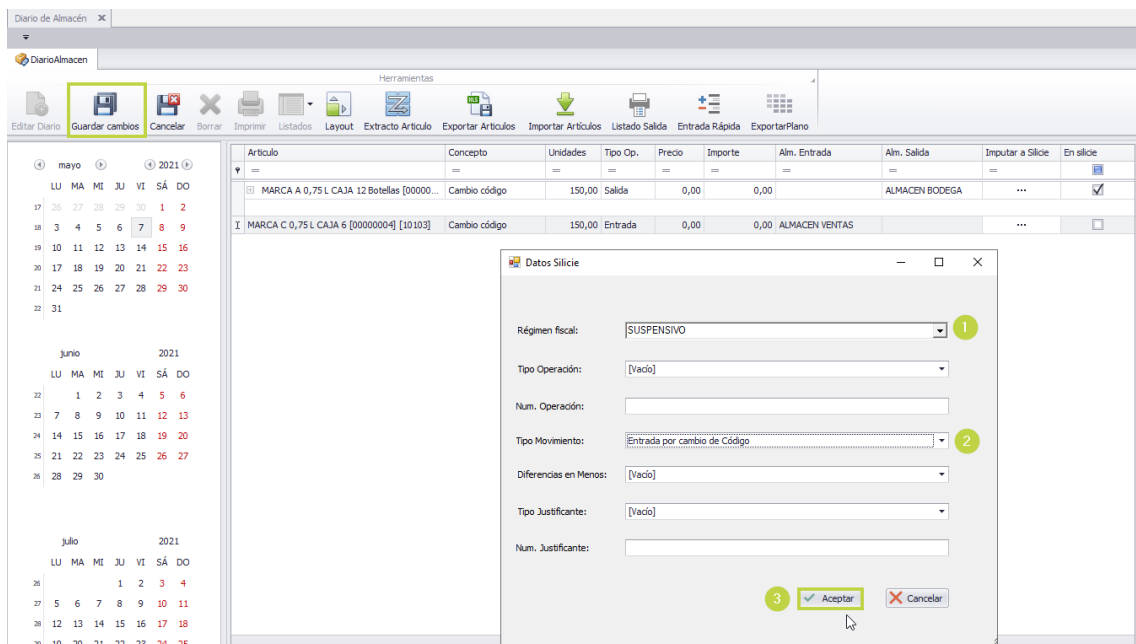 Diario de Almacén
DiarioAlmacen
Herramientas
Editar Diario Guardar cambios Cancelar Borrar Imprimir Listados Layout Extracto Articulo Exportar Articulos Importar Artículos Listado Salida Entrada Rápida ExportarPlano
mayo 2021
LU MA MI JU VI SÁ DO
17 26 27 28 29 30 1 2
18 3 4 5 6 7 8 9
19 10 11 12 13 14 15 16
20 17 18 19 20 21 22 23
21 24 25 26 27 28 29 30
22 31
junio 2021
LU MA MI JU VI SÁ DO
22 1 2 3 4 5 6
23 7 8 9 10 11 12 13
24 14 15 16 17 18 19 20
25 21 22 23 24 25 26 27
26 28 29 30
julio 2021
LU MA MI JU VI SÁ DO
26 1 2 3 4
27 5 6 7 8 9 10 11
28 12 13 14 15 16 17 18
29 19 20 21 22 23 24 25
Articulo Concepto Unidades Tipo Op. Precio Importe Alm. Entrada Alm. Salida Imputar a Silicie En silicie
= = = = = = = = =
MARCA A 0,75 L CAJA 12 Botellas [00000... Cambio código 150,00 Salida 0,00 0,00 ALMACEN BODEGA ...
MARCA C 0,75 L CAJA 6 [00000004] [10103] Cambio código 150,00 Entrada 0,00 0,00 ALMACEN VENTAS ...
Datos Silicie
Régimen fiscal: SUSPENSIVO 1
Tipo Operación: [Vacío]
Num. Operación:
Tipo Movimiento: Entrada por cambio de Código 2
Diferencias en Menos: [Vacío]
Tipo Justificante: [Vacío]
Num. Justificante:
3 Aceptar Cancelar